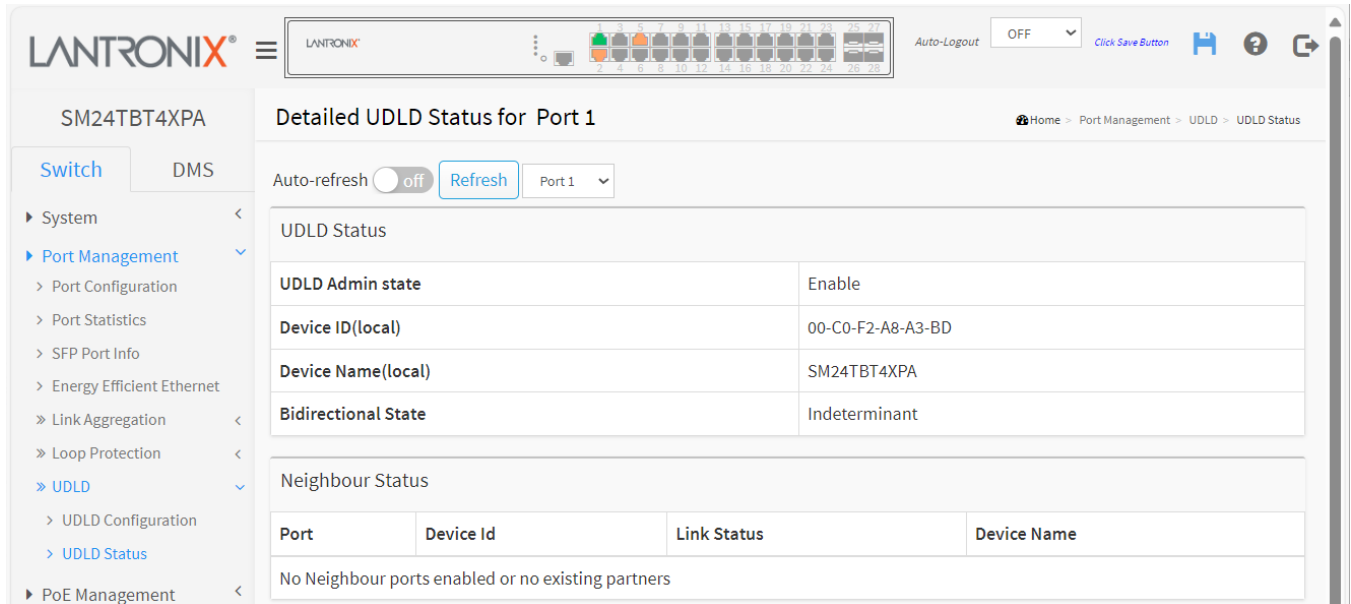 LANTRONIX®
LANTRONIX®
1 3 5 7 9 11 13 15 17 19 21 23 25 27
2 4 6 8 10 12 14 16 18 20 22 24 26 28
Auto-Logout OFF Click Save Button
SM24TBT4XPA
Detailed UDLD Status for Port 1
Home > Port Management > UDLD > UDLD Status
Switch DMS
Auto-refresh off Refresh Port 1
System
Port Management
Port Configuration
Port Statistics
SFP Port Info
Energy Efficient Ethernet
Link Aggregation
Loop Protection
UDLD
UDLD Configuration
UDLD Status
PoE Management
UDLD Status
UDLD Admin state Enable
Device ID(local) 00-C0-F2-A8-A3-BD
Device Name(local) SM24TBT4XPA
Bidirectional State Indeterminant
Neighbour Status
Port Device Id Link Status Device Name
No Neighbour ports enabled or no existing partners